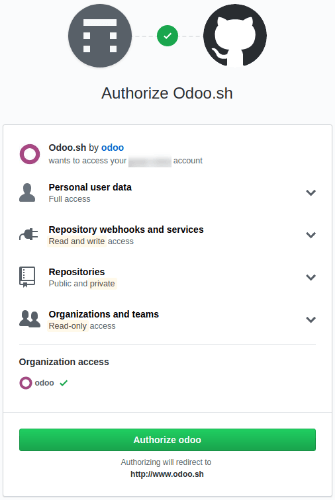 Authorize Odoo.sh
Odoo.sh by odoo
wants to access your account
Personal user data
Full access
Repository webhooks and services
Read and write access
Repositories
Public and private
Organizations and teams
Read-only access
Organization access
odoo
Authorize odoo
Authorizing will redirect to
http://www.odoo.sh